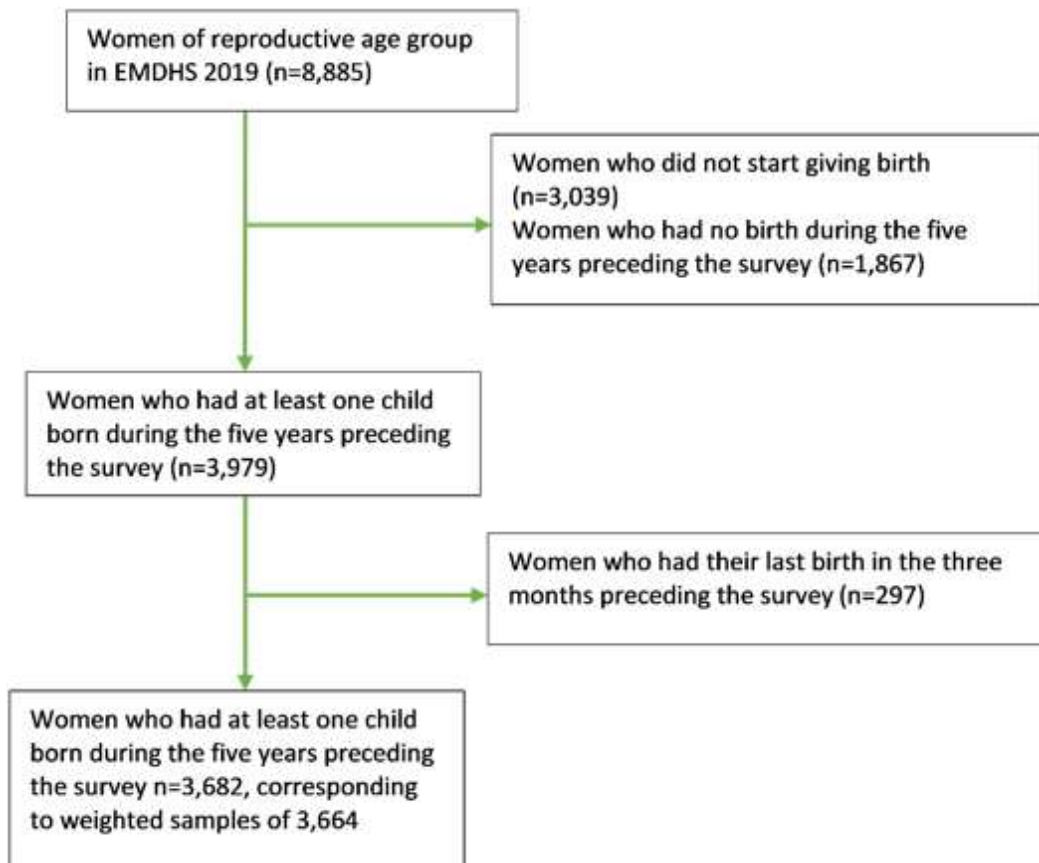 Women of reproductive age group
in EMDHS 2019 (n=8,885)
Women who did not start giving birth
(n=3,039)
Women who had no birth during the five
years preceding the survey (n=1,867)
Women who had at least one child
born during the five years preceding
the survey (n=3,979)
Women who had their last birth in the three
months preceding the survey (n=297)
Women who had at least one child
born during the five years preceding
the survey n=3,682, corresponding
to weighted samples of 3,664